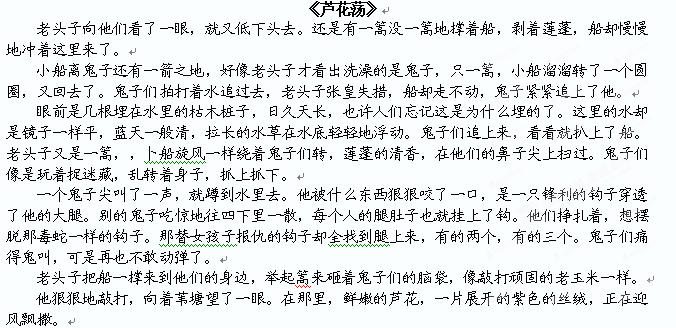 《芦花荡》
老头子向他们看了一眼，就又低下头去。还是有一篙没一篙地撑着船，剥着莲蓬，船却慢慢
地冲着这里来了。
小船离鬼子还有一箭之地，好像老头子才看出洗澡的是鬼子，只一篙，小船溜溜转了一个圆
圈，又回去了。鬼子们拍打着水追过去，老头子张皇失措，船却走不动，鬼子紧紧追上了他。
眼前是几根埋在水里的枯木桩子，日久天长，也许人们忘记这是为什么埋的了。这里的水却
是镜子一样平，蓝天一般清，拉长的水草在水底轻轻地浮动。鬼子们追上来，看看就扒上了船。
老头子又是一篙，，卜船旋风一样绕着鬼子们转，莲蓬的清香，在他们的鼻子尖上扫过。鬼子们
像是玩着捉迷藏，乱转着身子，抓上抓下。
一个鬼子尖叫了一声，就蹲到水里去。他被什么东西狠狠咬了一口，是一只锋利的钩子穿透
了他的大腿。别的鬼子吃惊地往四下里一散，每个人的腿肚子也就挂上了钩。他们挣扎着，想摆
脱那毒蛇一样的钩子。那督女孩子报仇的钩子却全找到腿上来，有的两个，有的三个。鬼子们痛
得鬼叫，可是再也不敢动弹了。
老头子把船一撑来到他们的身边，举起篙来砸着鬼子们的脑袋，像敲打顽固的老玉米一样。
他狠狠地敲打，向着苇塘望了一眼。在那里，鲜嫩的芦花，一片展开的紫色的丝绒，正在迎
风飘撒。